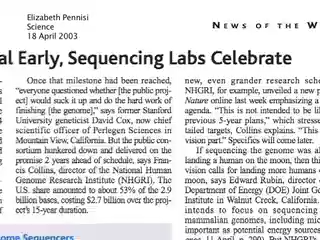 Elizabeth Pennisi
Science
18 April 2003
NEWS OF THE W
al Early, Sequencing Labs Celebrate
Once that milestone had been reached,
"everyone questioned whether [the public proj-
ect] would suck it up and do the hard work of
finishing [the genome]," says former Stanford
University geneticist David Cox, now chief
scientific officer of Perlegen Sciences in
Mountain View, California. But the public con-
sortium hunkered down and delivered on the
promise 2 years ahead of schedule, says Fran-
cis Collins, director of the National Human
Genome Research Institute (NHGRI). The
U.S. share amounted to about 53% of the 2.9
billion bases, costing $2.7 billion over the proj-
ect's 15-year duration.
new, even grander research sch
NHGRI, for example, unveiled a new p
Nature online last week emphasizing a
agenda. "This is not intended to be lik
previous 5-year plans," which stresse
tailed targets, Collins explains. "This
vision part." Specifics will come later.
If sequencing the genome was al
landing a human on the moon, then thi
vision calls for landing more humans o
moon, says Edward Rubin, director
Department of Energy (DOE) Joint Ge
Institute in Walnut Creek, California.
intends to focus on sequencing
mammalian genomes, including mic
important as potential energy sources
ome Sequencers